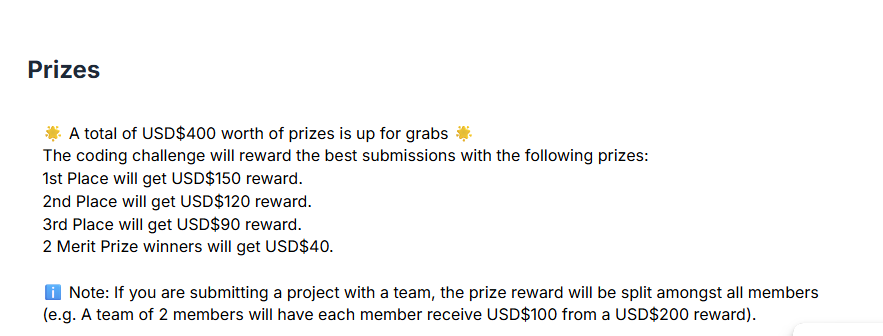 Prizes
🌟 A total of USD$400 worth of prizes is up for grabs 🌟
The coding challenge will reward the best submissions with the following prizes:
1st Place will get USD$150 reward.
2nd Place will get USD$120 reward.
3rd Place will get USD$90 reward.
2 Merit Prize winners will get USD$40.
ℹ️ Note: If you are submitting a project with a team, the prize reward will be split amongst all members
(e.g. A team of 2 members will have each member receive USD$100 from a USD$200 reward).